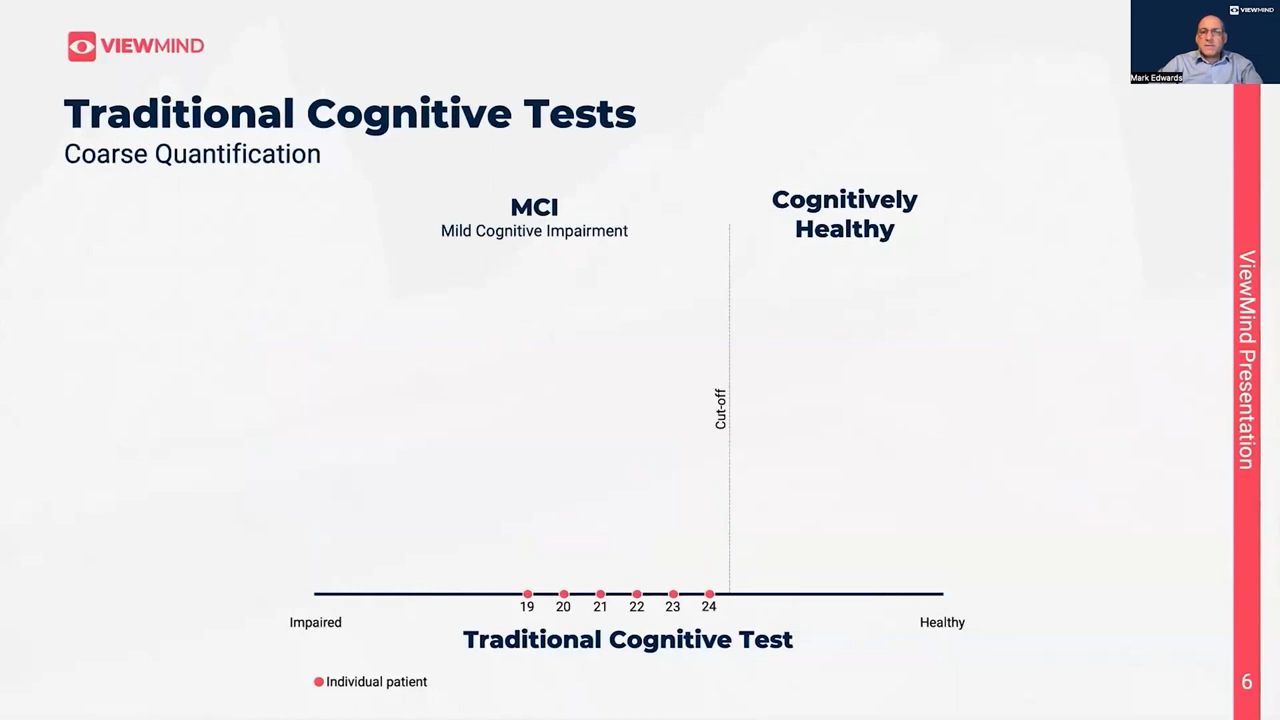 VIEWMIND
VIEWMIND
Mark Edwards
Traditional Cognitive Tests
Coarse Quantification
MCI
Mild Cognitive Impairment
Cognitively
Healthy
Cut-off
19 20 21 22 23 24
Impaired
Healthy
Traditional Cognitive Test
Individual patient
ViewMind Presentation
6